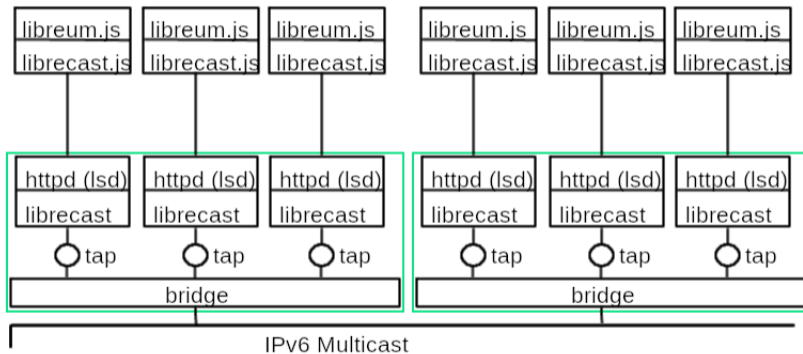 libreum.js libreum.js libreum.js libreum.js libreum.js libreum.js
librecast.js librecast.js librecast.js librecast.js librecast.js librecast.js
httpd (lsd) httpd (lsd) httpd (lsd) httpd (lsd) httpd (lsd) httpd (lsd)
librecast librecast librecast librecast librecast librecast
tap tap tap tap tap tap
bridge bridge
IPv6 Multicast